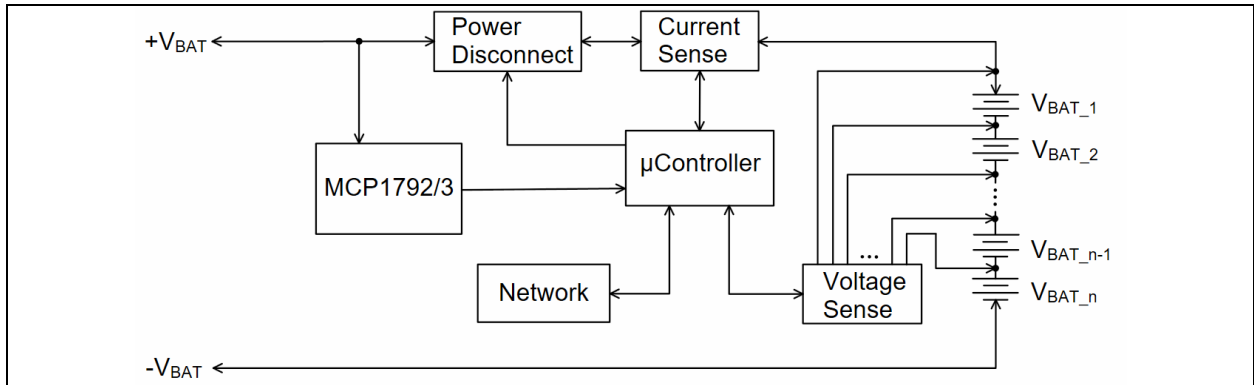 +VBAT
Power
Disconnect
Current
Sense
VBAT_1
VBAT_2
MCP1792/3
µController
...
VBAT_n-1
VBAT_n
Network
Voltage
Sense
-VBAT